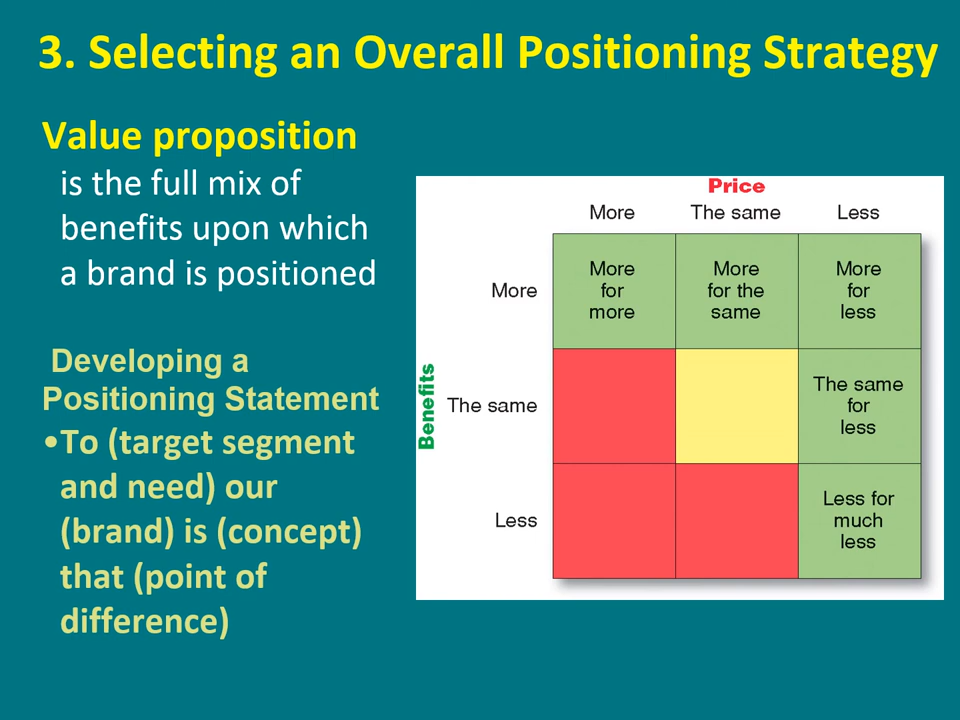 3. Selecting an Overall Positioning Strategy
Value proposition
is the full mix of
benefits upon which
a brand is positioned
Developing a
Positioning Statement
•To (target segment
and need) our
(brand) is (concept)
that (point of
difference)
Price
More The same Less
Benefits
More
More
for
more
More
for the
same
More
for
less
The same
The same
for
less
Less
Less for
much
less